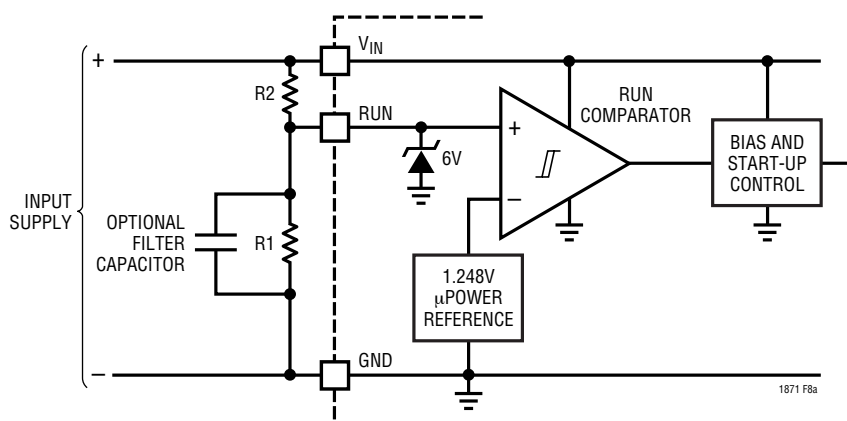 +
V_IN
R2
RUN
RUN
COMPARATOR
+
6V
BIAS AND
START-UP
CONTROL
INPUT
SUPPLY
OPTIONAL
FILTER
CAPACITOR
R1
–
1.248V
µPOWER
REFERENCE
GND
–
1871 F8a